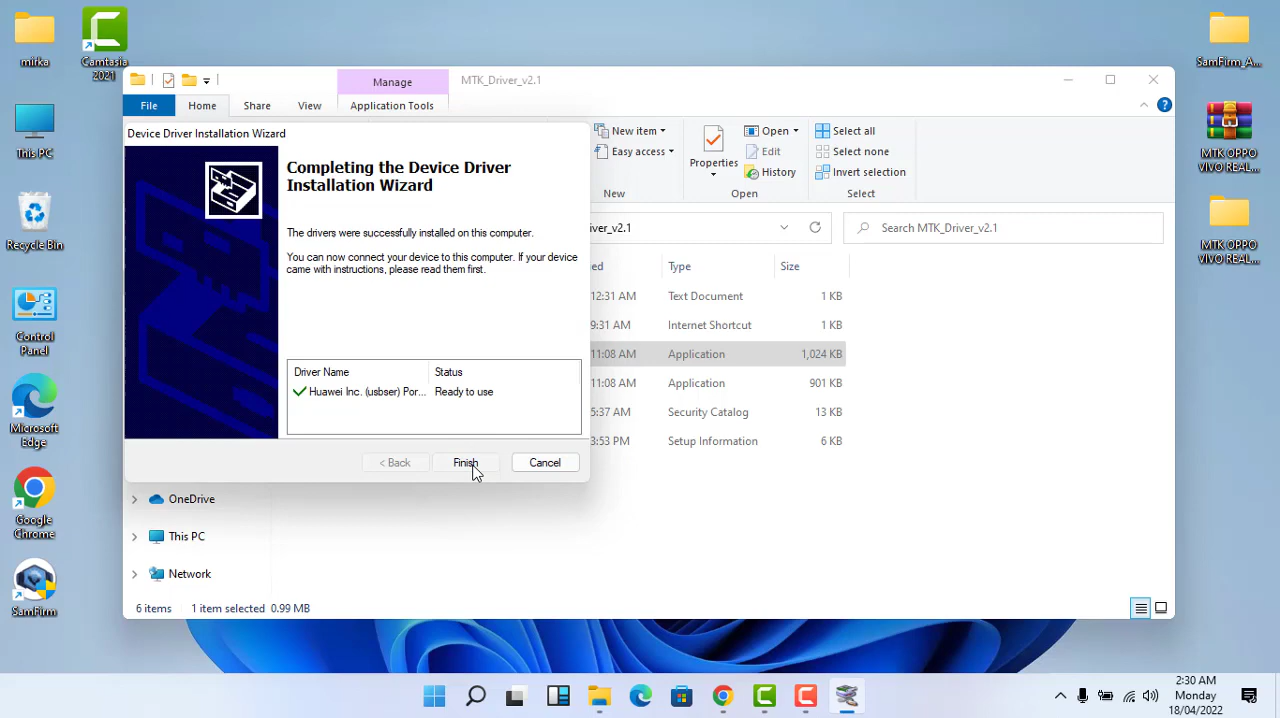 mirka
Camtasia
2021
This PC
Recycle Bin
Control
Panel
Microsoft
Edge
Google
Chrome
SamFirm
SamFirm_A...
MTK OPPO
VIVO REAL...
MTK OPPO
VIVO REAL...
Manage
MTK_Driver_v2.1
File
Home
Share
View
Application Tools
New item
Easy access
New
Properties
Open
Edit
History
Open
Select all
Select none
Invert selection
Select
iver_v2.1
Search MTK_Driver_v2.1
ed
Type
Size
12:31 AM
Text Document
1 KB
9:31 AM
Internet Shortcut
1 KB
11:08 AM
Application
1,024 KB
11:08 AM
Application
901 KB
5:37 AM
Security Catalog
13 KB
3:53 PM
Setup Information
6 KB
Device Driver Installation Wizard
Completing the Device Driver
Installation Wizard
The drivers were successfully installed on this computer.
You can now connect your device to this computer. If your device
came with instructions, please read them first.
Driver Name
Status
Huawei Inc. (usbser) Por...
Ready to use
< Back
Finish
Cancel
OneDrive
This PC
Network
6 items
1 item selected 0.99 MB
2:30 AM
Monday
18/04/2022